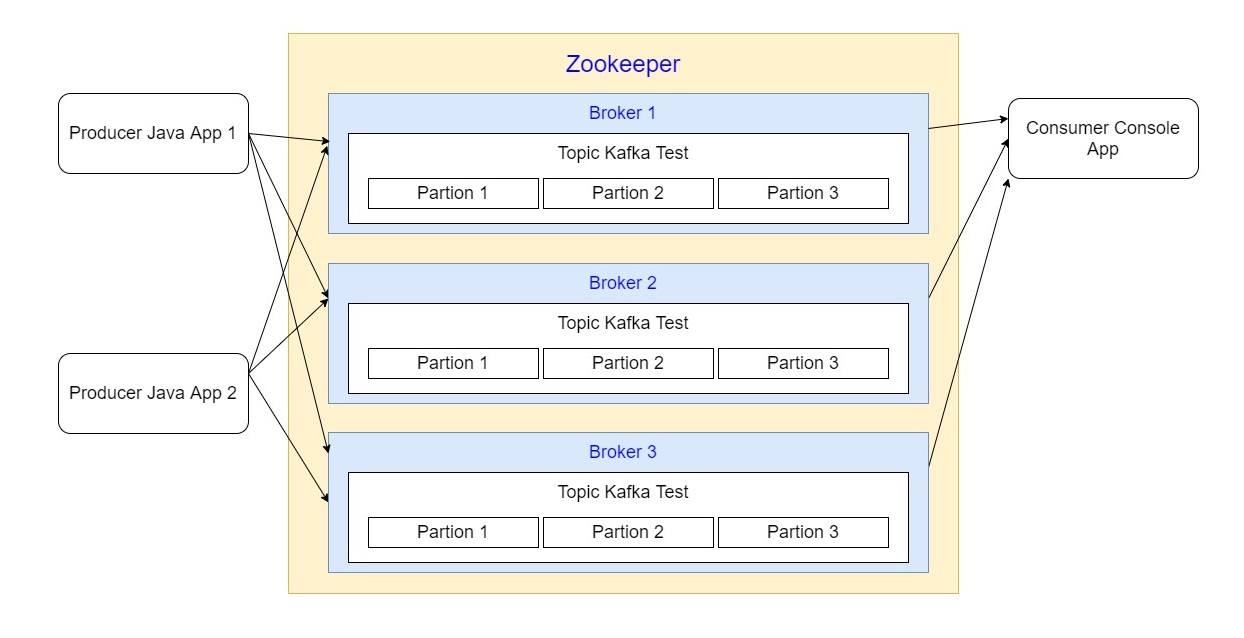 Zookeeper
Producer Java App 1
Broker 1
Topic Kafka Test
Partion 1
Partion 2
Partion 3
Consumer Console
App
Broker 2
Topic Kafka Test
Partion 1
Partion 2
Partion 3
Producer Java App 2
Broker 3
Topic Kafka Test
Partion 1
Partion 2
Partion 3